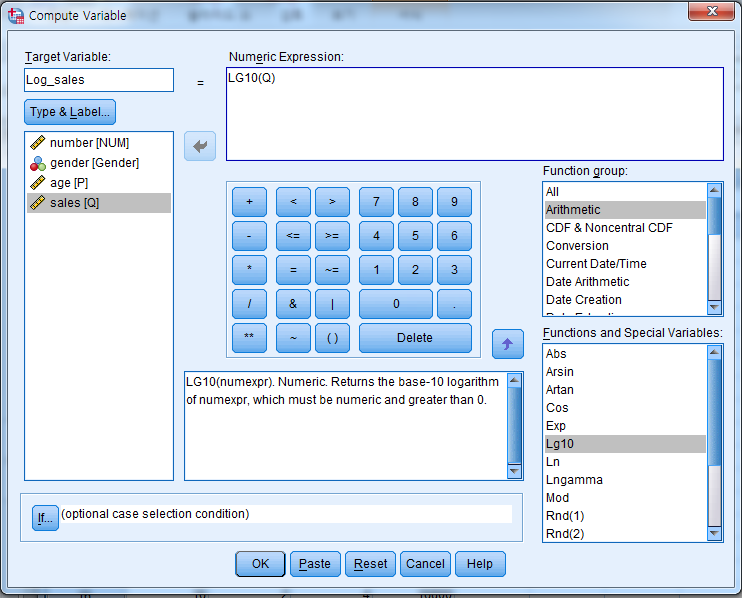 Compute Variable
Target Variable:
Log_sales
=
Numeric Expression:
LG10(Q)
Type & Label...
number [NUM]
gender [Gender]
age [P]
sales [Q]
+ < > 7 8 9
- <= >= 4 5 6
* = ~= 1 2 3
/ & | 0 .
** ~ ( ) Delete
Function group:
All
Arithmetic
CDF & Noncentral CDF
Conversion
Current Date/Time
Date Arithmetic
Date Creation
LG10(numexpr). Numeric. Returns the base-10 logarithm
of numexpr, which must be numeric and greater than 0.
Functions and Special Variables:
Abs
Arsin
Artan
Cos
Exp
Lg10
Ln
Lngamma
Mod
Rnd(1)
Rnd(2)
If... (optional case selection condition)
OK Paste Reset Cancel Help